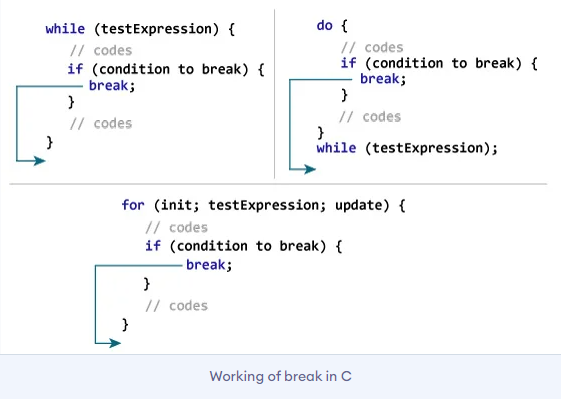 while (testExpression) {
// codes
if (condition to break) {
break;
}
// codes
}
do {
// codes
if (condition to break) {
break;
}
// codes
}
while (testExpression);
for (init; testExpression; update) {
// codes
if (condition to break) {
break;
}
// codes
}
Working of break in C